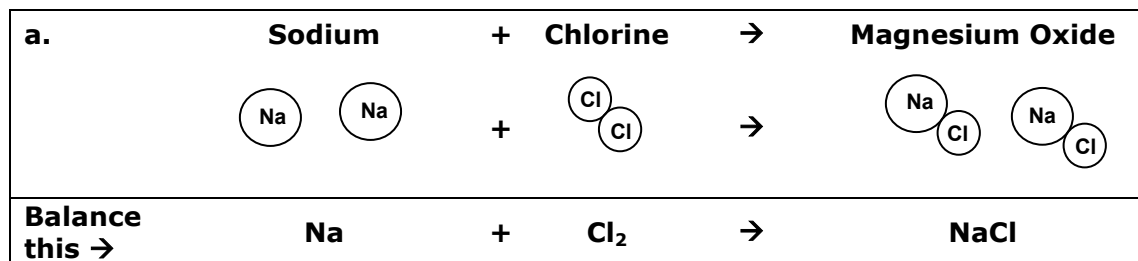 a. Sodium + Chlorine → Magnesium Oxide
Na Na + Cl Cl → Na Cl Na Cl
Balance this → Na + Cl₂ → NaCl